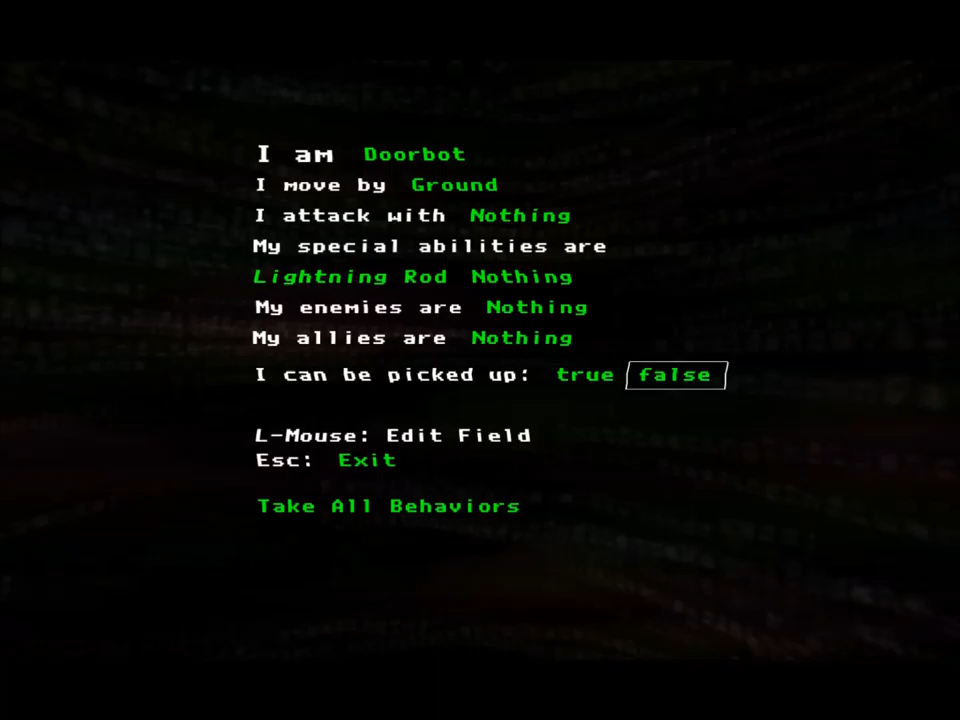 I am Doorbot
I move by Ground
I attack with Nothing
My special abilities are
Lightning Rod Nothing
My enemies are Nothing
My allies are Nothing
I can be picked up: true false
L-Mouse: Edit Field
Esc: Exit
Take All Behaviors